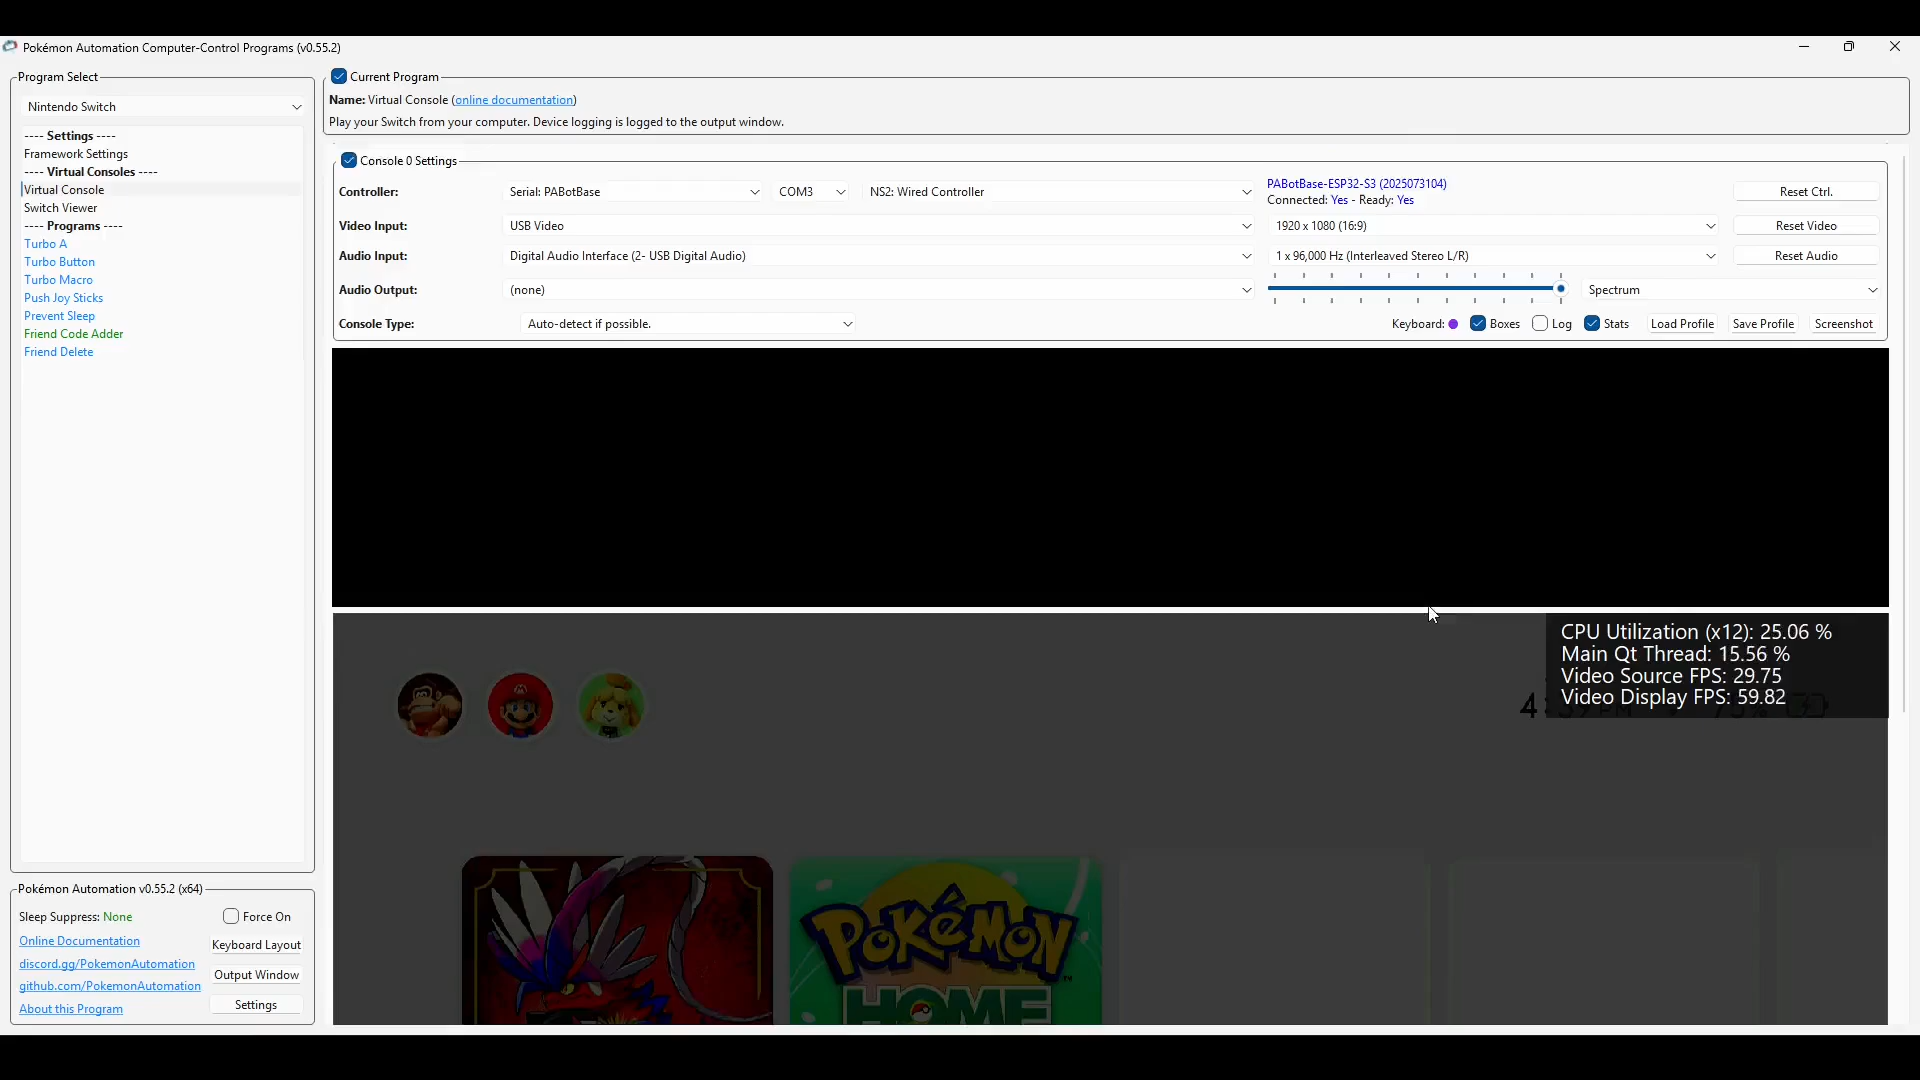 Pokémon Automation Computer-Control Programs (v0.55.2)
Program Select
Nintendo Switch
---- Settings ----
Framework Settings
---- Virtual Consoles ----
Virtual Console
Switch Viewer
---- Programs ----
Turbo A
Turbo Button
Turbo Macro
Push Joy Sticks
Prevent Sleep
Friend Code Adder
Friend Delete
Pokémon Automation v0.55.2 (x64)
Sleep Suppress: None
Force On
Online Documentation
Keyboard Layout
discord.gg/PokemonAutomation
Output Window
github.com/PokemonAutomation
Settings
About this Program
Current Program
Name: Virtual Console (online documentation)
Play your Switch from your computer. Device logging is logged to the output window.
Console 0 Settings
Controller: Serial: PABotBase COM3 NS2: Wired Controller
PABotBase-ESP32-S3 (2025073104)
Connected: Yes - Ready: Yes
Reset Ctrl.
Video Input: USB Video 1920 x 1080 (16:9) Reset Video
Audio Input: Digital Audio Interface (2- USB Digital Audio) 1 x 96,000 Hz (Interleaved Stereo L/R) Reset Audio
Audio Output: (none) Spectrum
Console Type: Auto-detect if possible. Keyboard: Boxes Log Stats Load Profile Save Profile Screenshot
CPU Utilization (x12): 25.06 %
Main Qt Thread: 15.56 %
Video Source FPS: 29.75
Video Display FPS: 59.82
POKéMON
HOME